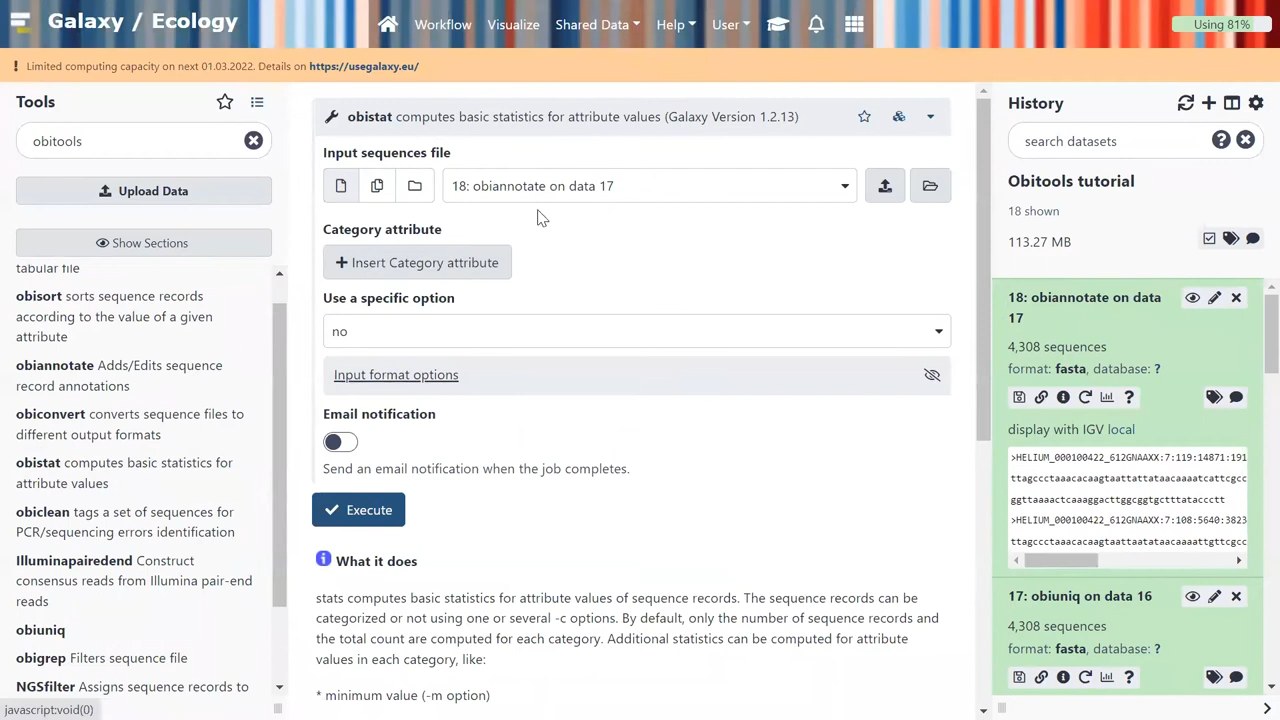 Galaxy / Ecology
Workflow
Visualize
Shared Data
Help
User
Using 81%
! Limited computing capacity on next 01.03.2022. Details on https://usegalaxy.eu/
Tools
obitools
Upload Data
Show Sections
tabular file
obisort sorts sequence records
according to the value of a given
attribute
obiannotate Adds/Edits sequence
record annotations
obiconvert converts sequence files to
different output formats
obistat computes basic statistics for
attribute values
obiclean tags a set of sequences for
PCR/sequencing errors identification
Illuminapairedend Construct
consensus reads from Illumina pair-end
reads
obiuniq
obigrep Filters sequence file
NGSfilter Assigns sequence records to
javascript:void(0)
obistat computes basic statistics for attribute values (Galaxy Version 1.2.13)
Input sequences file
18: obiannotate on data 17
Category attribute
+ Insert Category attribute
Use a specific option
no
Input format options
Email notification
Send an email notification when the job completes.
Execute
What it does
stats computes basic statistics for attribute values of sequence records. The sequence records can be
categorized or not using one or several -c options. By default, only the number of sequence records and
the total count are computed for each category. Additional statistics can be computed for attribute
values in each category, like:
* minimum value (-m option)
History
search datasets
Obitools tutorial
18 shown
113.27 MB
18: obiannotate on data
17
4,308 sequences
format: fasta, database: ?
display with IGV local
>HELIUM_000100422_612GNAAXX:7:119:14871:191
ttagccctaaacacaagtaattattataacaaaatcattcgcc
ggtaaaactcaaaggacttggcggtgctttatacccttt
>HELIUM_000100422_612GNAAXX:7:108:5640:3823
ttagccctaaacacaagtaattaatataacaaaattgttcgcc
17: obiuniq on data 16
4,308 sequences
format: fasta, database: ?